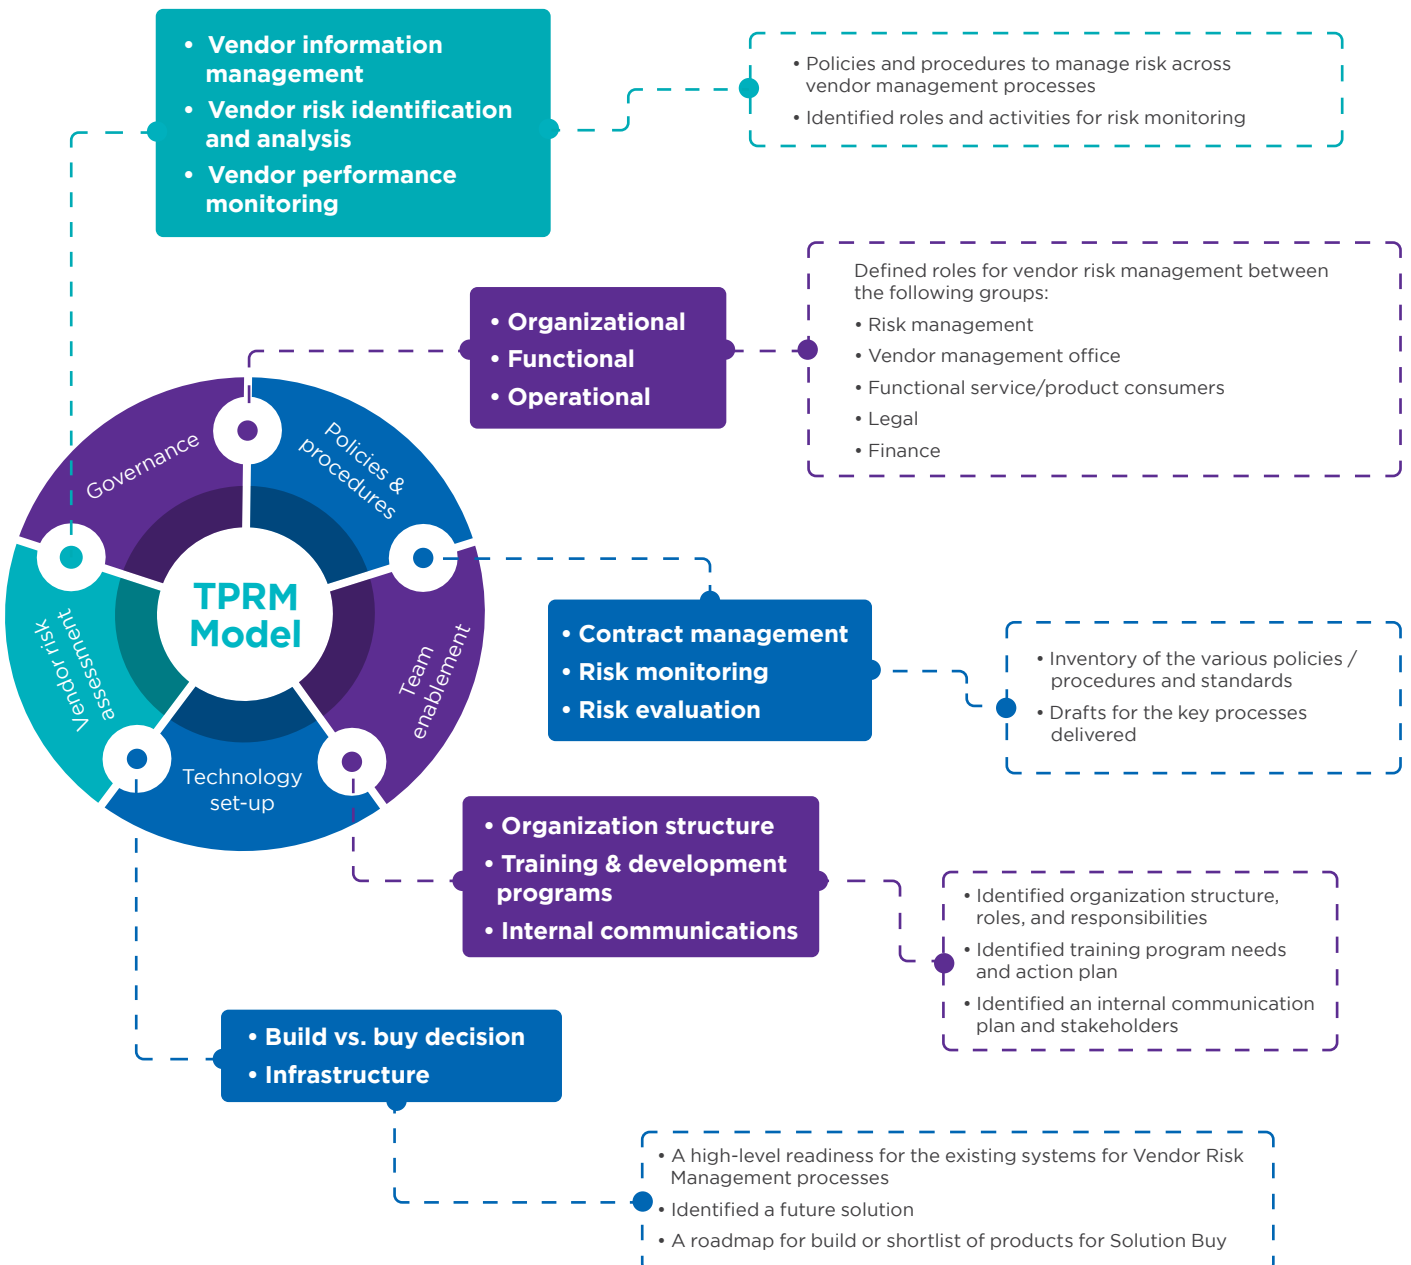 • Vendor information
management
• Vendor risk identification
and analysis
• Vendor performance
monitoring
• Policies and procedures to manage risk across
vendor management processes
• Identified roles and activities for risk monitoring
• Organizational
• Functional
• Operational
Defined roles for vendor risk management between
the following groups:
• Risk management
• Vendor management office
• Functional service/product consumers
• Legal
• Finance
Governance
Policies &
procedures
Vendor risk
assessment
TPRM
Model
Team
enablement
Technology
set-up
• Contract management
• Risk monitoring
• Risk evaluation
• Inventory of the various policies /
procedures and standards
• Drafts for the key processes
delivered
• Organization structure
• Training & development
programs
• Internal communications
• Identified organization structure,
roles, and responsibilities
• Identified training program needs
and action plan
• Identified an internal communication
plan and stakeholders
• Build vs. buy decision
• Infrastructure
• A high-level readiness for the existing systems for Vendor Risk
Management processes
• Identified a future solution
• A roadmap for build or shortlist of products for Solution Buy